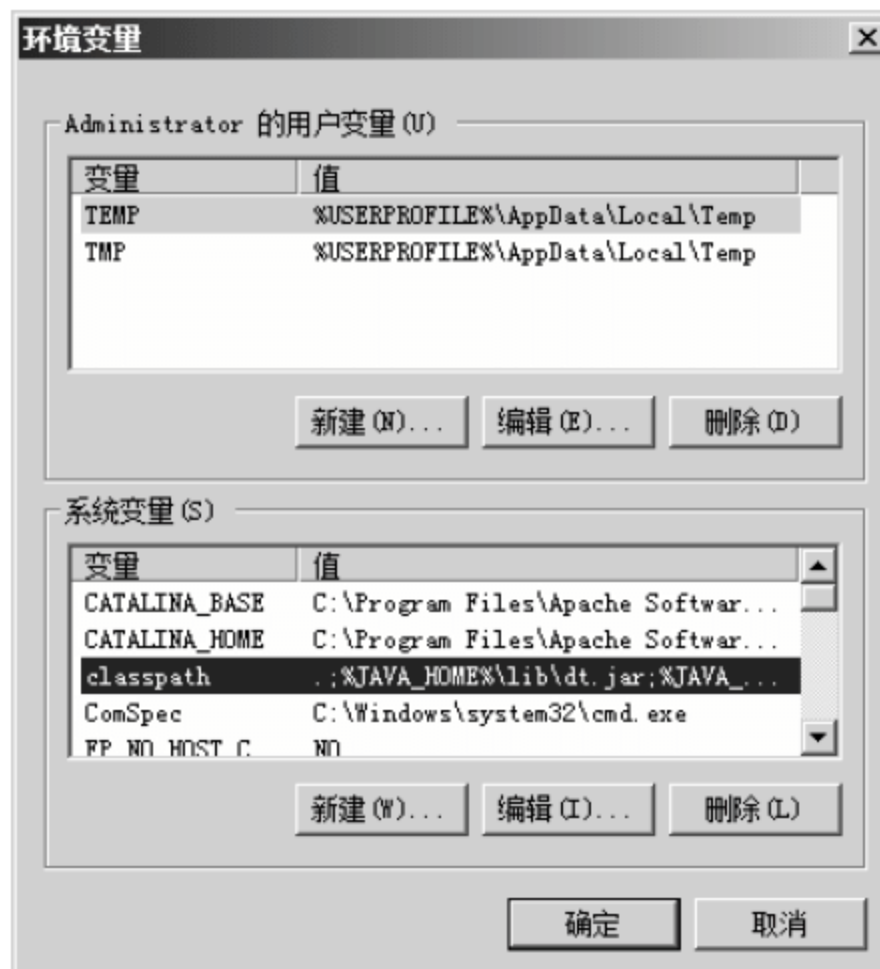 环境变量
Administrator 的用户变量(U)
变量 值
TEMP %USERPROFILE%\AppData\Local\Temp
TMP %USERPROFILE%\AppData\Local\Temp
新建(N)... 编辑(E)... 删除(D)
系统变量(S)
变量 值
CATALINA_BASE C:\Program Files\Apache Softwar...
CATALINA_HOME C:\Program Files\Apache Softwar...
classpath .;%JAVA_HOME%\lib\dt.jar;%JAVA_...
ComSpec C:\Windows\system32\cmd.exe
FP_NO_HOST_C NO
新建(W)... 编辑(I)... 删除(L)
确定 取消